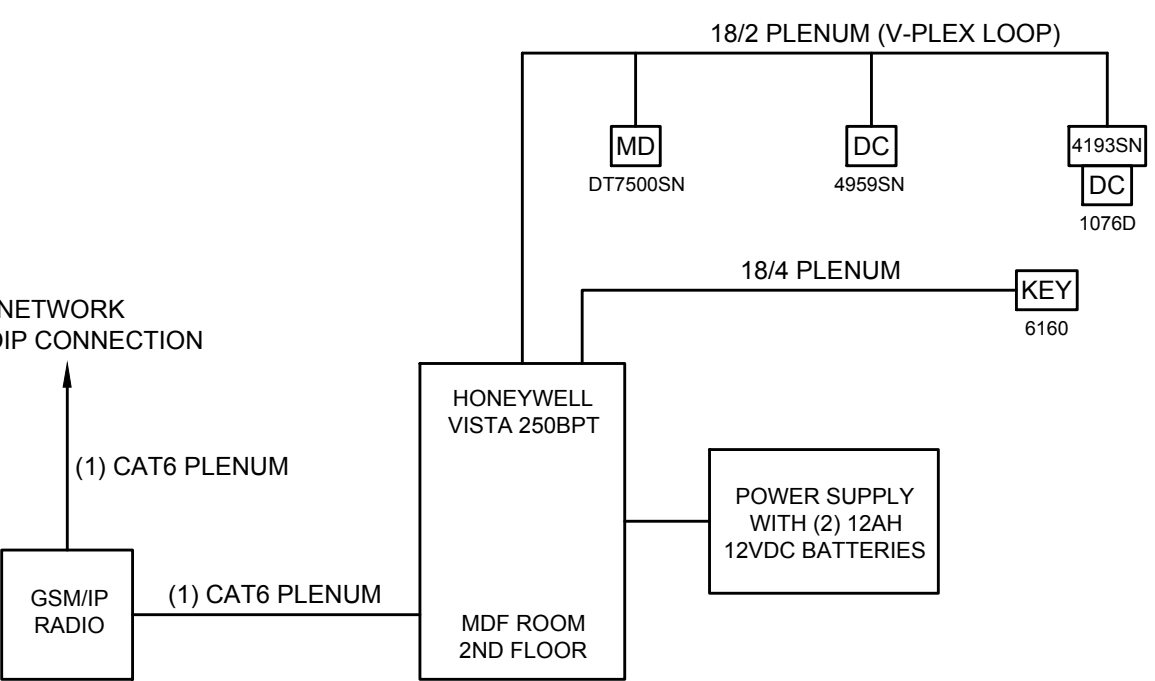 18/2 PLENUM (V-PLEX LOOP)
MD
DT7500SN
DC
4959SN
4193SN
DC
1076D
18/4 PLENUM
KEY
6160
NETWORK
CONNECTION
(1) CAT6 PLENUM
GSM/IP
RADIO
(1) CAT6 PLENUM
HONEYWELL
VISTA 250BPT
MDF ROOM
2ND FLOOR
POWER SUPPLY
WITH (2) 12AH
12VDC BATTERIES